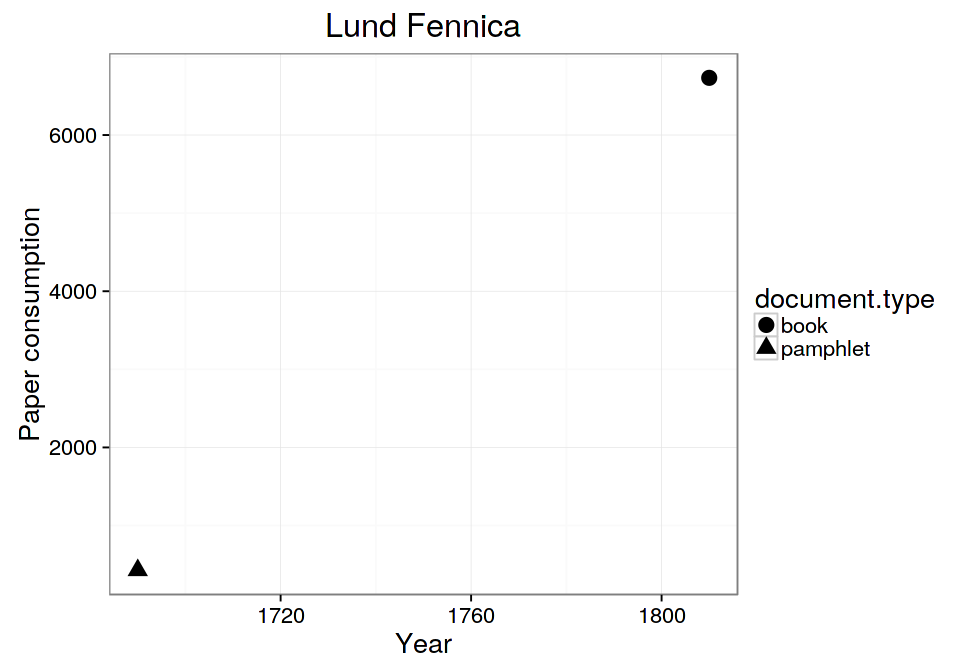 Lund Fennica
Paper consumption
6000
4000
2000
1720
1760
1800
Year
document.type
book
pamphlet